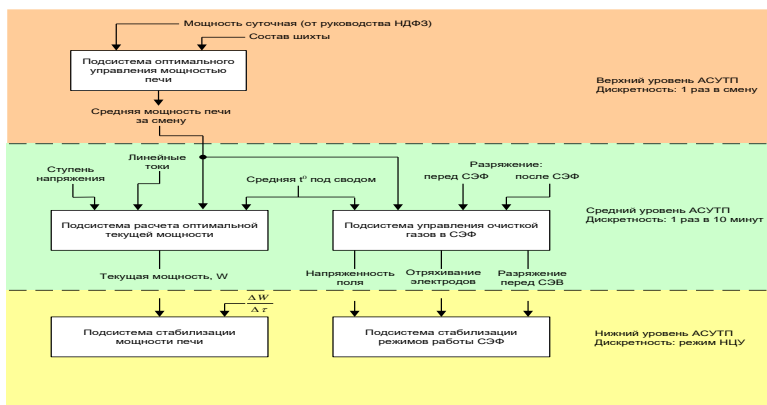 Мощность суточная (от руководства НДФЗ)
Состав шихты
Подсистема оптимального
управления мощностью
печи
Верхний уровень АСУТП
Дискретность: 1 раз в смену
Средняя мощность печи
за смену
Ступень
напряжения
Линейные
токи
Средняя t° под сводом
Разряжение:
перед СЭФ
после СЭФ
Подсистема расчета оптимальной
текущей мощности
Подсистема управления очисткой
газов в СЭФ
Средний уровень АСУТП
Дискретность: 1 раз в 10 минут
Текущая мощность, W
Напряженность
поля
Отряхивание
электродов
Разряжение
перед СЭВ
ΔW
Δτ
Подсистема стабилизации
мощности печи
Подсистема стабилизации
режимов работы СЭФ
Нижний уровень АСУТП
Дискретность: режим НЦУ